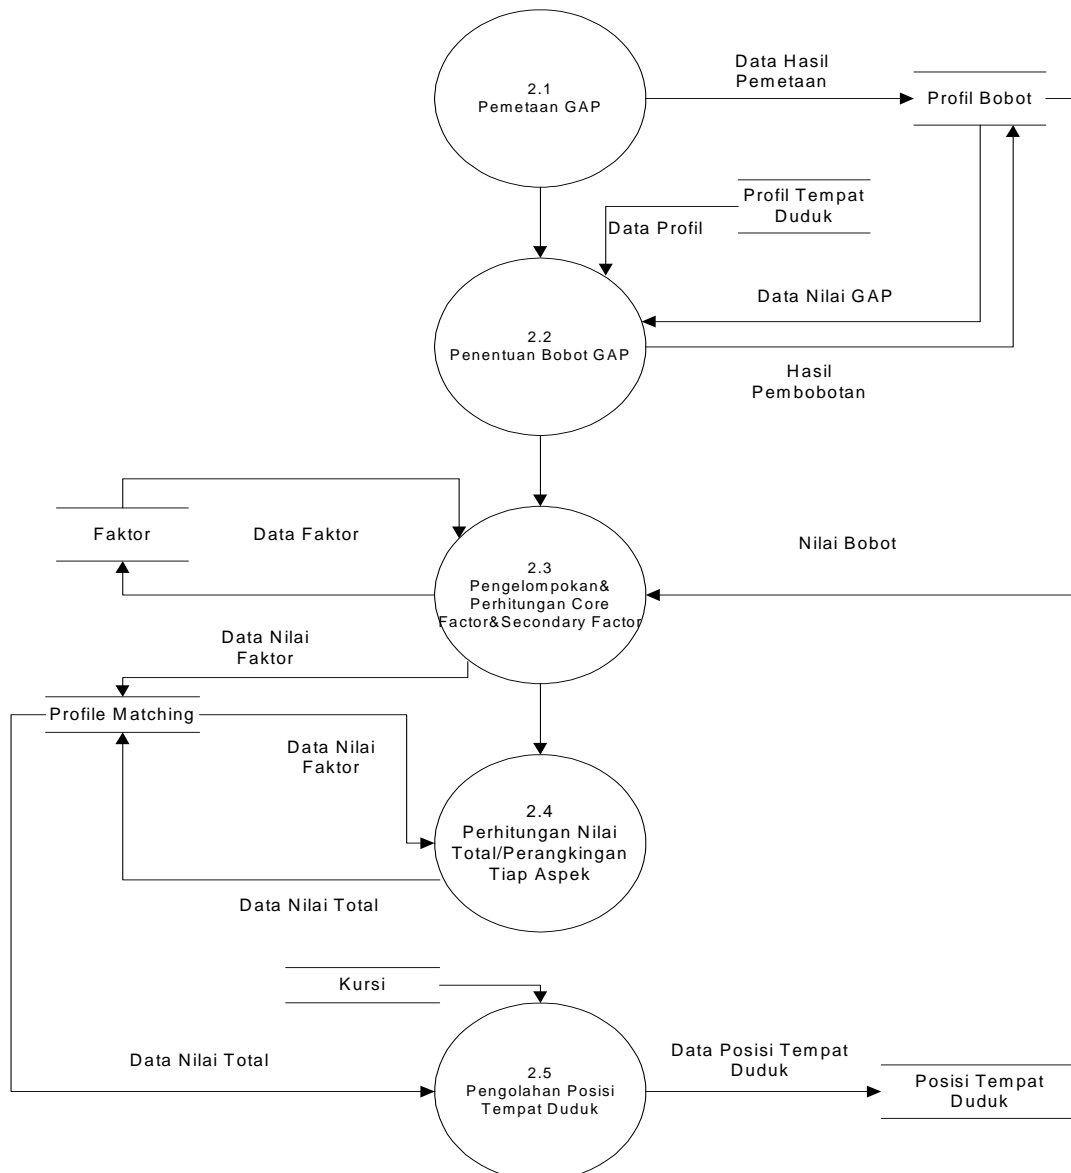 2.1
Pemetaan GAP
Data Hasil
Pemetaan
Profil Bobot
Profil Tempat
Duduk
Data Profil
Data Nilai GAP
2.2
Penentuan Bobot GAP
Hasil
Pembobotan
Faktor
Data Faktor
Nilai Bobot
2.3
Pengelompokan&
Perhitungan Core
Factor&Secondary Factor
Data Nilai
Faktor
Profile Matching
Data Nilai
Faktor
2.4
Perhitungan Nilai
Total/Perangkingan
Tiap Aspek
Data Nilai Total
Kursi
Data Nilai Total
2.5
Pengolahan Posisi
Tempat Duduk
Data Posisi Tempat
Duduk
Posisi Tempat
Duduk